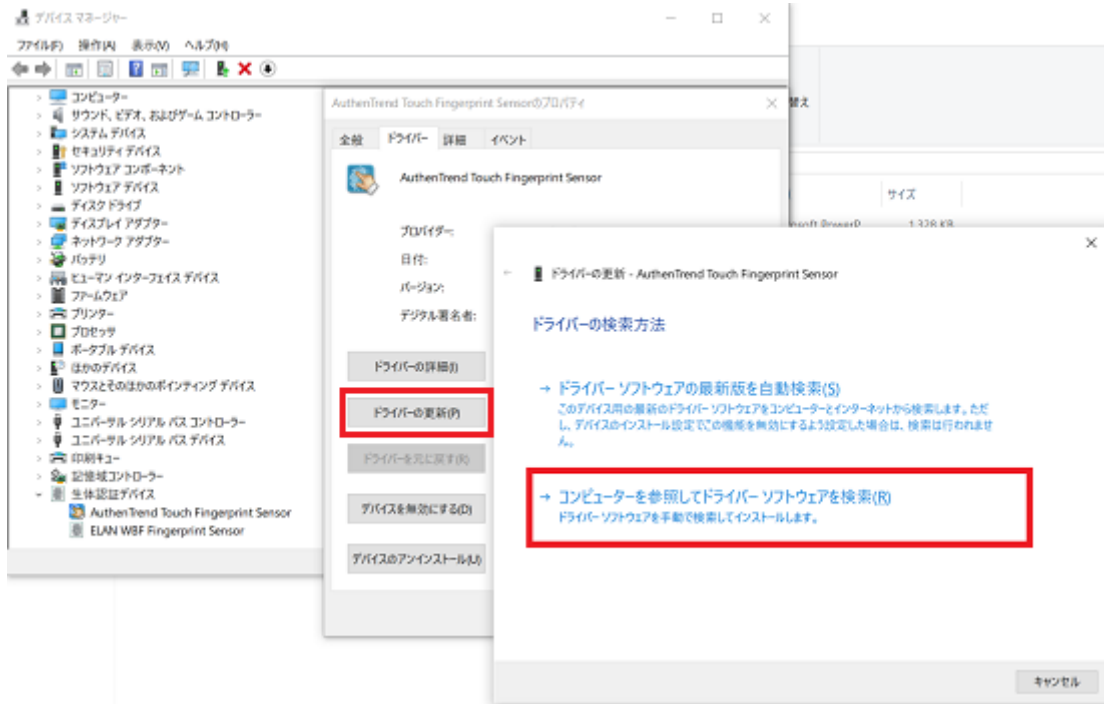 デバイス マネージャー
ファイル(F) 操作(A) 表示(V) ヘルプ(H)
コンピューター
サウンド、ビデオ、およびゲーム コントローラー
システム デバイス
セキュリティ デバイス
ソフトウェア コンポーネント
ソフトウェア デバイス
ディスク ドライブ
ディスプレイ アダプター
ネットワーク アダプター
バッテリ
ヒューマン インターフェイス デバイス
ファームウェア
プリンター
プロセッサ
ポータブル デバイス
ほかのデバイス
マウスとそのほかのポインティング デバイス
モニター
ユニバーサル シリアル バス コントローラー
ユニバーサル シリアル バス デバイス
印刷キュー
記憶域コントローラー
生体認証デバイス
AuthenTrend Touch Fingerprint Sensor
ELAN WBF Fingerprint Sensor
AuthenTrend Touch Fingerprint Sensorのプロパティ
全般 ドライバー 詳細 イベント
AuthenTrend Touch Fingerprint Sensor
プロバイダー:
日付:
バージョン:
デジタル署名者:
ドライバーの詳細(I)
ドライバーの更新(P)
ドライバーを元に戻す(R)
デバイスを無効にする(D)
デバイスのアンインストール(U)
替え
サイズ
1,328 KB
ドライバーの更新 - AuthenTrend Touch Fingerprint Sensor
ドライバーの検索方法
→ ドライバー ソフトウェアの最新版を自動検索(S)
このデバイス用の最新のドライバー ソフトウェアをコンピューターとインターネットから検索します。ただ
し、デバイスのインストール設定でこの機能を無効にするよう設定した場合は、検索は行われませ
ん。
→ コンピューターを参照してドライバー ソフトウェアを検索(R)
ドライバー ソフトウェアを手動で検索してインストールします。
キャンセル